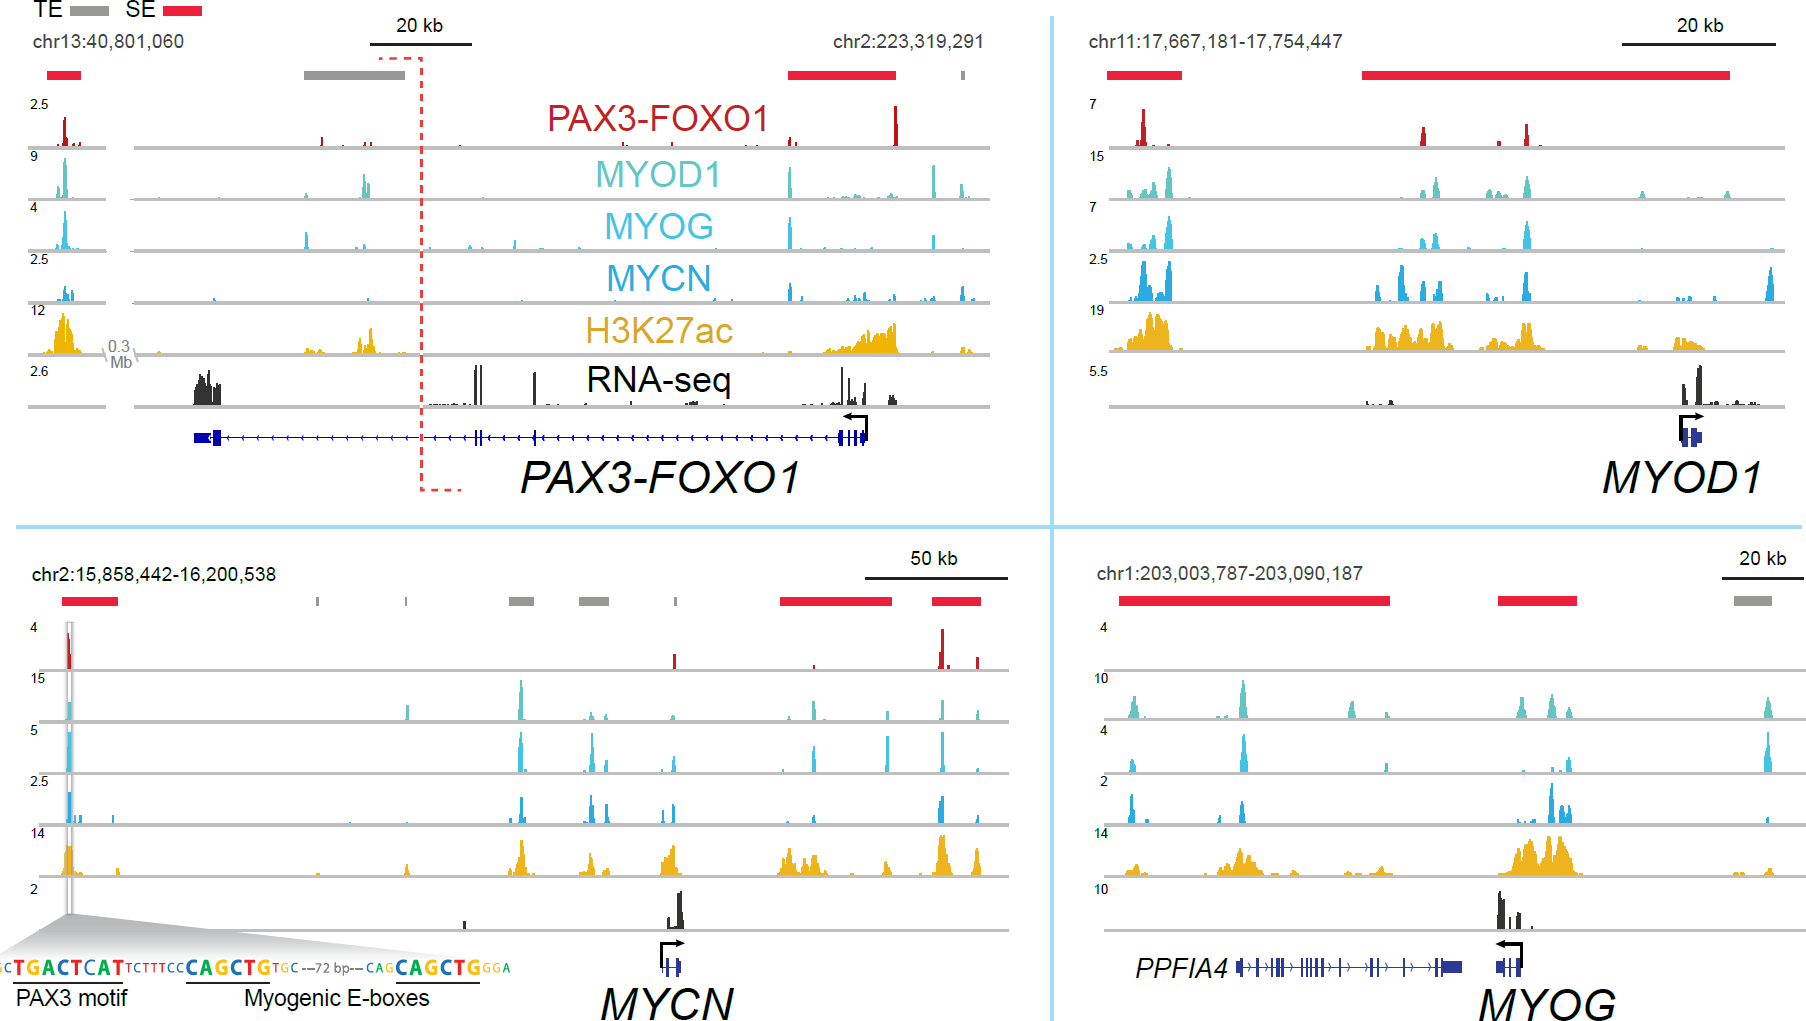 TE SE
20 kb
chr13:40,801,060
chr2:223,319,291
2.5
PAX3-FOXO1
9
MYOD1
4
MYOG
2.5
MYCN
12
H3K27ac
0.3
Mb
2.6
RNA-seq
PAX3-FOXO1
20 kb
chr11:17,667,181-17,754,447
7
15
7
2.5
19
5.5
MYOD1
50 kb
chr2:15,858,442-16,200,538
4
15
5
2.5
14
2
GCTGACTCATTCTTTCCCAGCTGTGC---72 bp---CAGCAGCTGGGGA
PAX3 motif
Myogenic E-boxes
MYCN
20 kb
chr1:203,003,787-203,090,187
4
10
4
2
14
10
PPFIA4
MYOG